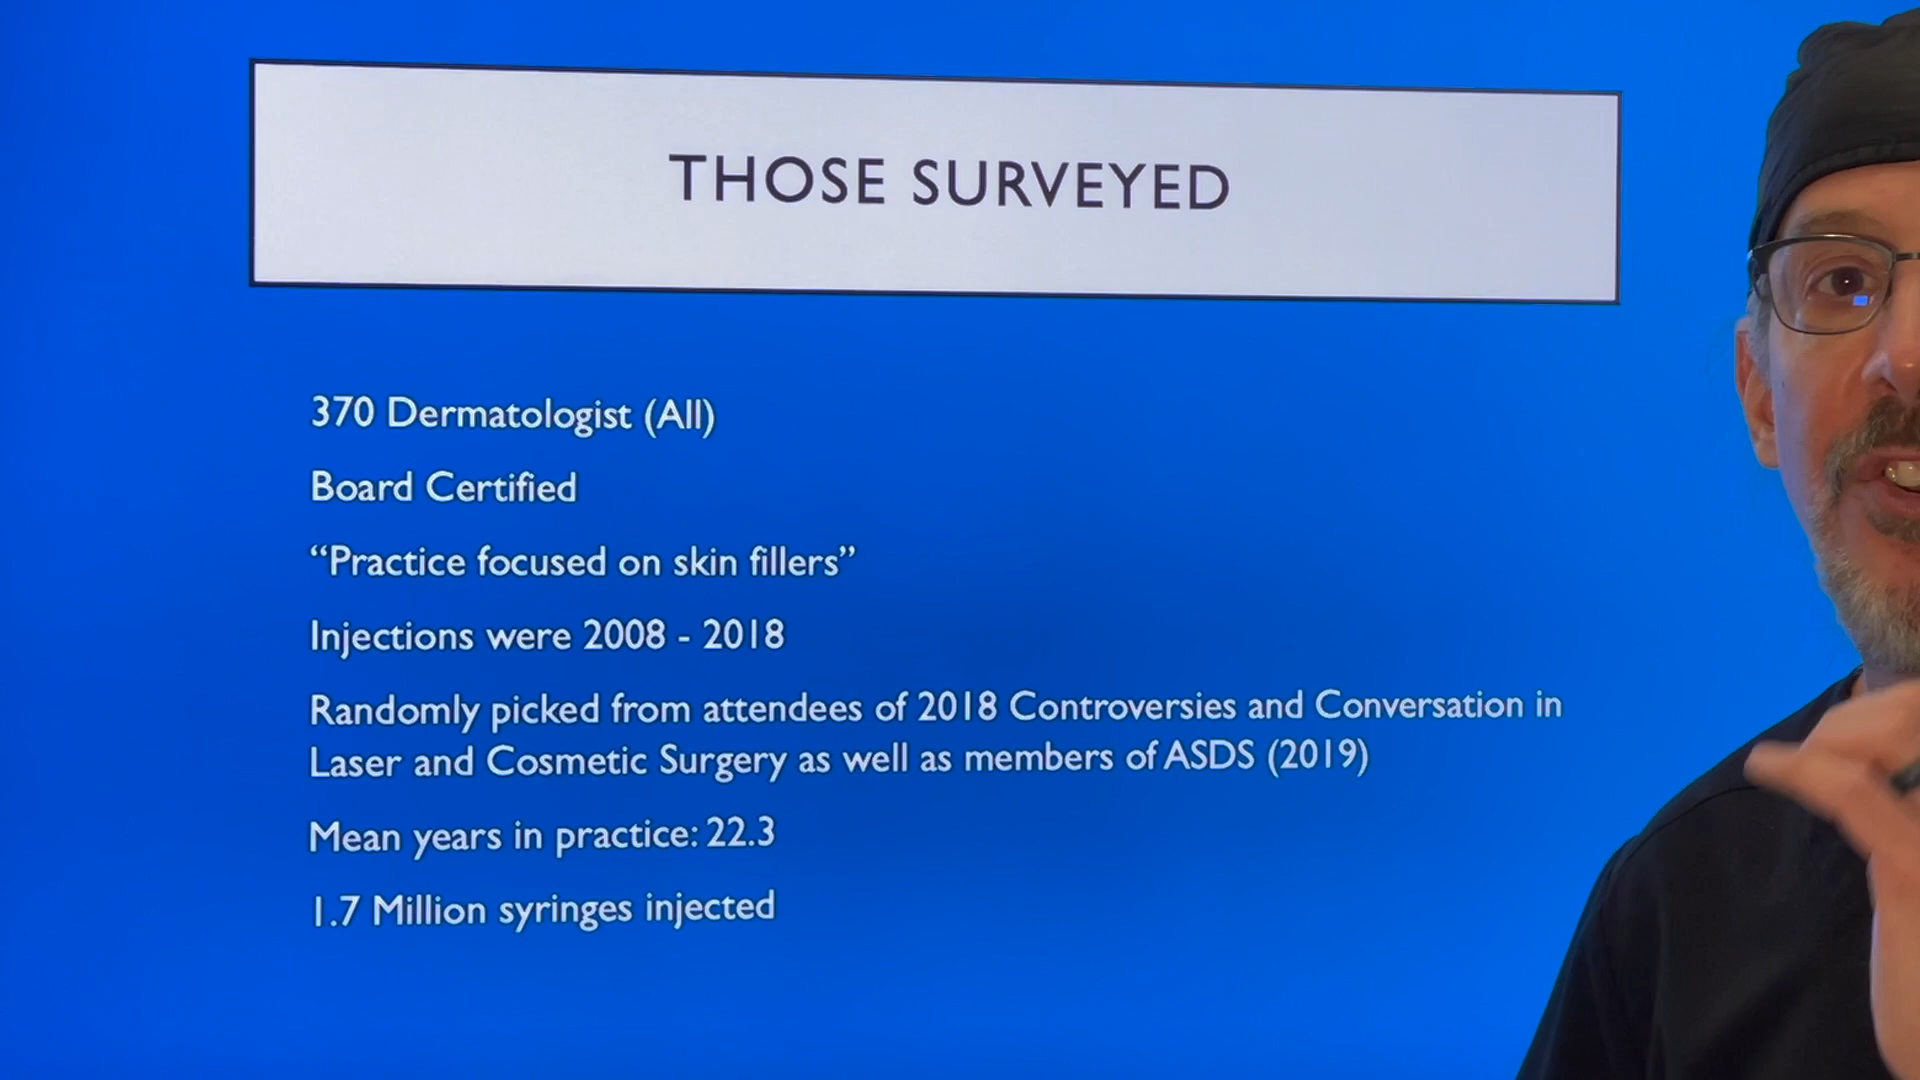 THOSE SURVEYED
370 Dermatologist (All)
Board Certified
“Practice focused on skin fillers”
Injections were 2008 - 2018
Randomly picked from attendees of 2018 Controversies and Conversation in
Laser and Cosmetic Surgery as well as members of ASDS (2019)
Mean years in practice: 22.3
1.7 Million syringes injected